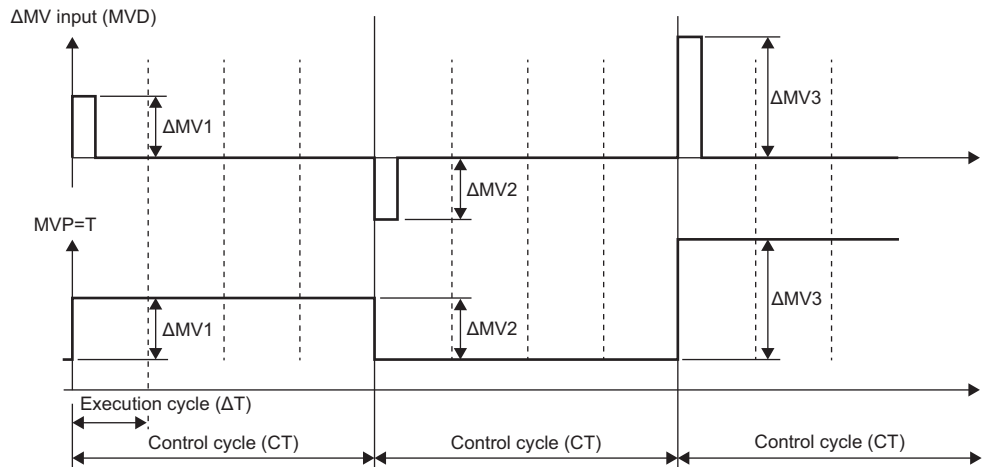 ΔMV input (MVD)
ΔMV1
ΔMV2
ΔMV3
MVP=T
ΔMV1
ΔMV2
ΔMV3
Execution cycle (ΔT)
Control cycle (CT)
Control cycle (CT)
Control cycle (CT)